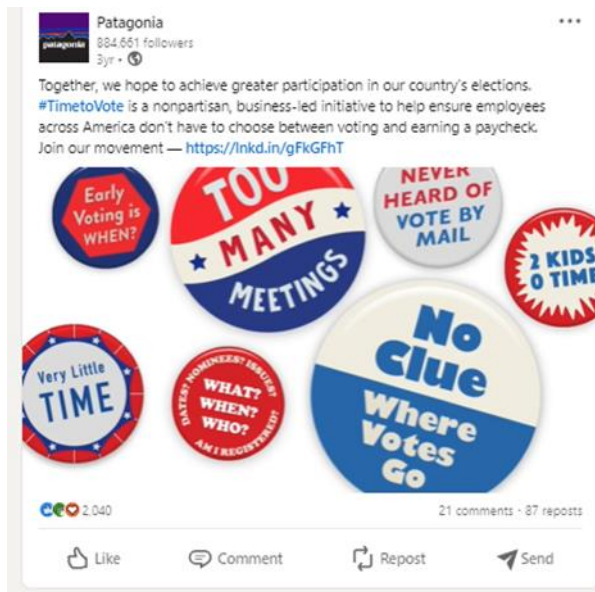 Patagonia
patagonia
884,661 followers
3yr •
Together, we hope to achieve greater participation in our country's elections.
#TimetoVote is a nonpartisan, business-led initiative to help ensure employees
across America don't have to choose between voting and earning a paycheck.
Join our movement — https://lnkd.in/gFkGFhT
Early
Voting is
WHEN?
TOO
MANY
MEETINGS
NEVER
HEARD OF
VOTE BY
MAIL
2 KIDS
0 TIME
Very Little
TIME
DATES? NOMINEES? ISSUES?
WHAT?
WHEN?
WHO?
AM I REGISTERED?
No
Clue
Where
Votes
Go
2,040
21 comments · 87 reposts
Like
Comment
Repost
Send